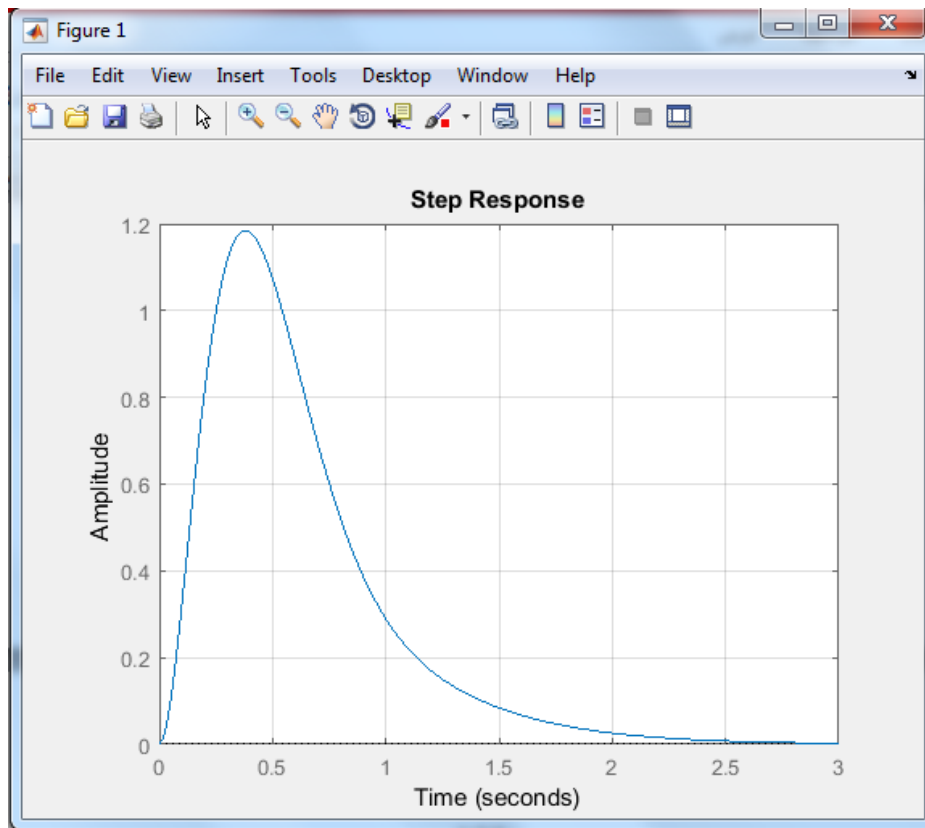 Figure 1
File Edit View Insert Tools Desktop Window Help
Step Response
1.2
1
0.8
0.6
0.4
0.2
0
Amplitude
0 0.5 1 1.5 2 2.5 3
Time (seconds)